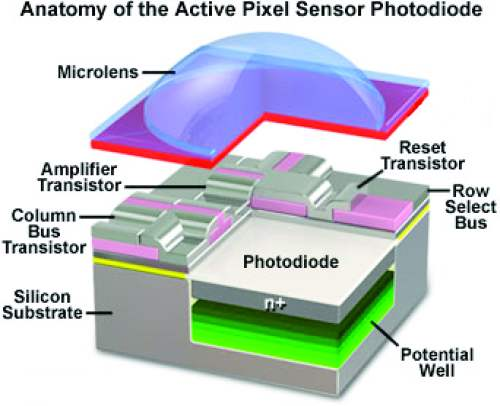 Anatomy of the Active Pixel Sensor Photodiode
Microlens
Amplifier
Transistor
Reset
Transistor
Row
Select
Bus
Column
Bus
Transistor
Photodiode
n+
Silicon
Substrate
Potential
Well